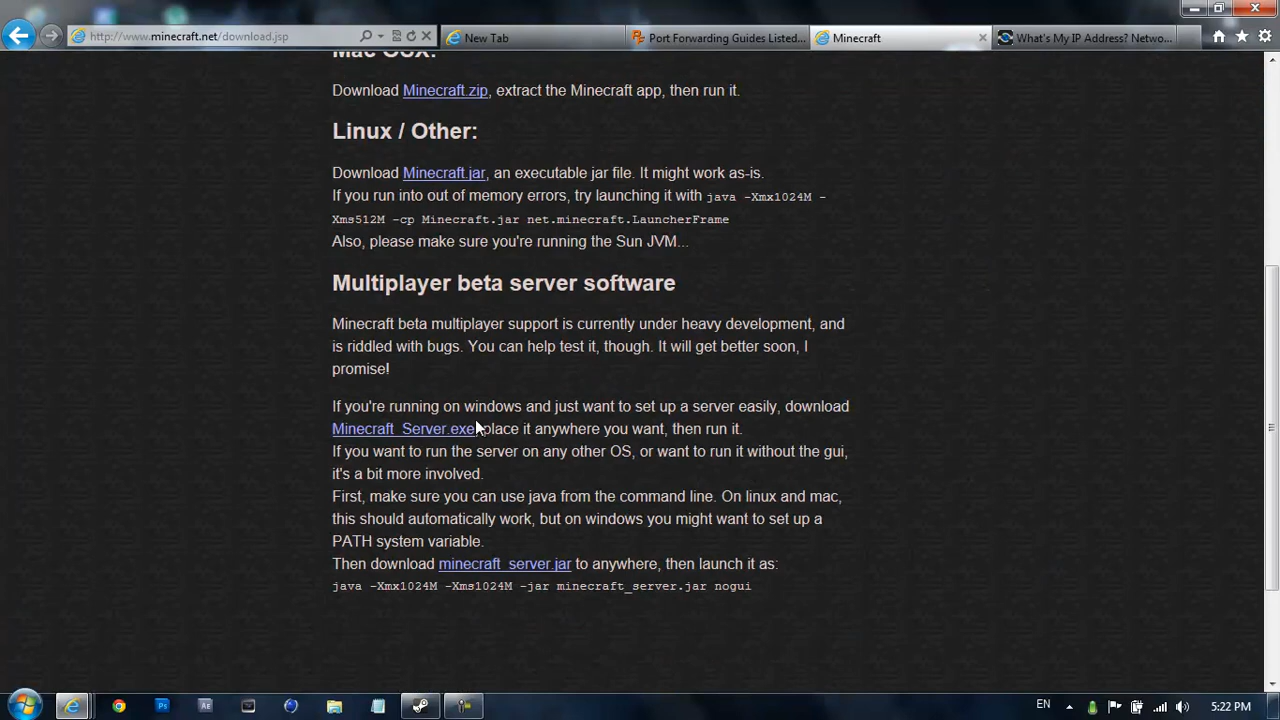 http://www.minecraft.net/download.jsp
New Tab
Port Forwarding Guides Listed...
Minecraft
What's My IP Address? Netwo...
Mac OSX:
Download Minecraft.zip, extract the Minecraft app, then run it.
Linux / Other:
Download Minecraft.jar, an executable jar file. It might work as-is.
If you run into out of memory errors, try launching it with java -Xmx1024M -
Xms512M -cp Minecraft.jar net.minecraft.LauncherFrame
Also, please make sure you're running the Sun JVM...
Multiplayer beta server software
Minecraft beta multiplayer support is currently under heavy development, and
is riddled with bugs. You can help test it, though. It will get better soon, I
promise!
If you're running on windows and just want to set up a server easily, download
Minecraft_Server.exe place it anywhere you want, then run it.
If you want to run the server on any other OS, or want to run it without the gui,
it's a bit more involved.
First, make sure you can use java from the command line. On linux and mac,
this should automatically work, but on windows you might want to set up a
PATH system variable.
Then download minecraft_server.jar to anywhere, then launch it as:
java -Xmx1024M -Xms1024M -jar minecraft_server.jar nogui
Ps
Ae
EN
5:22 PM